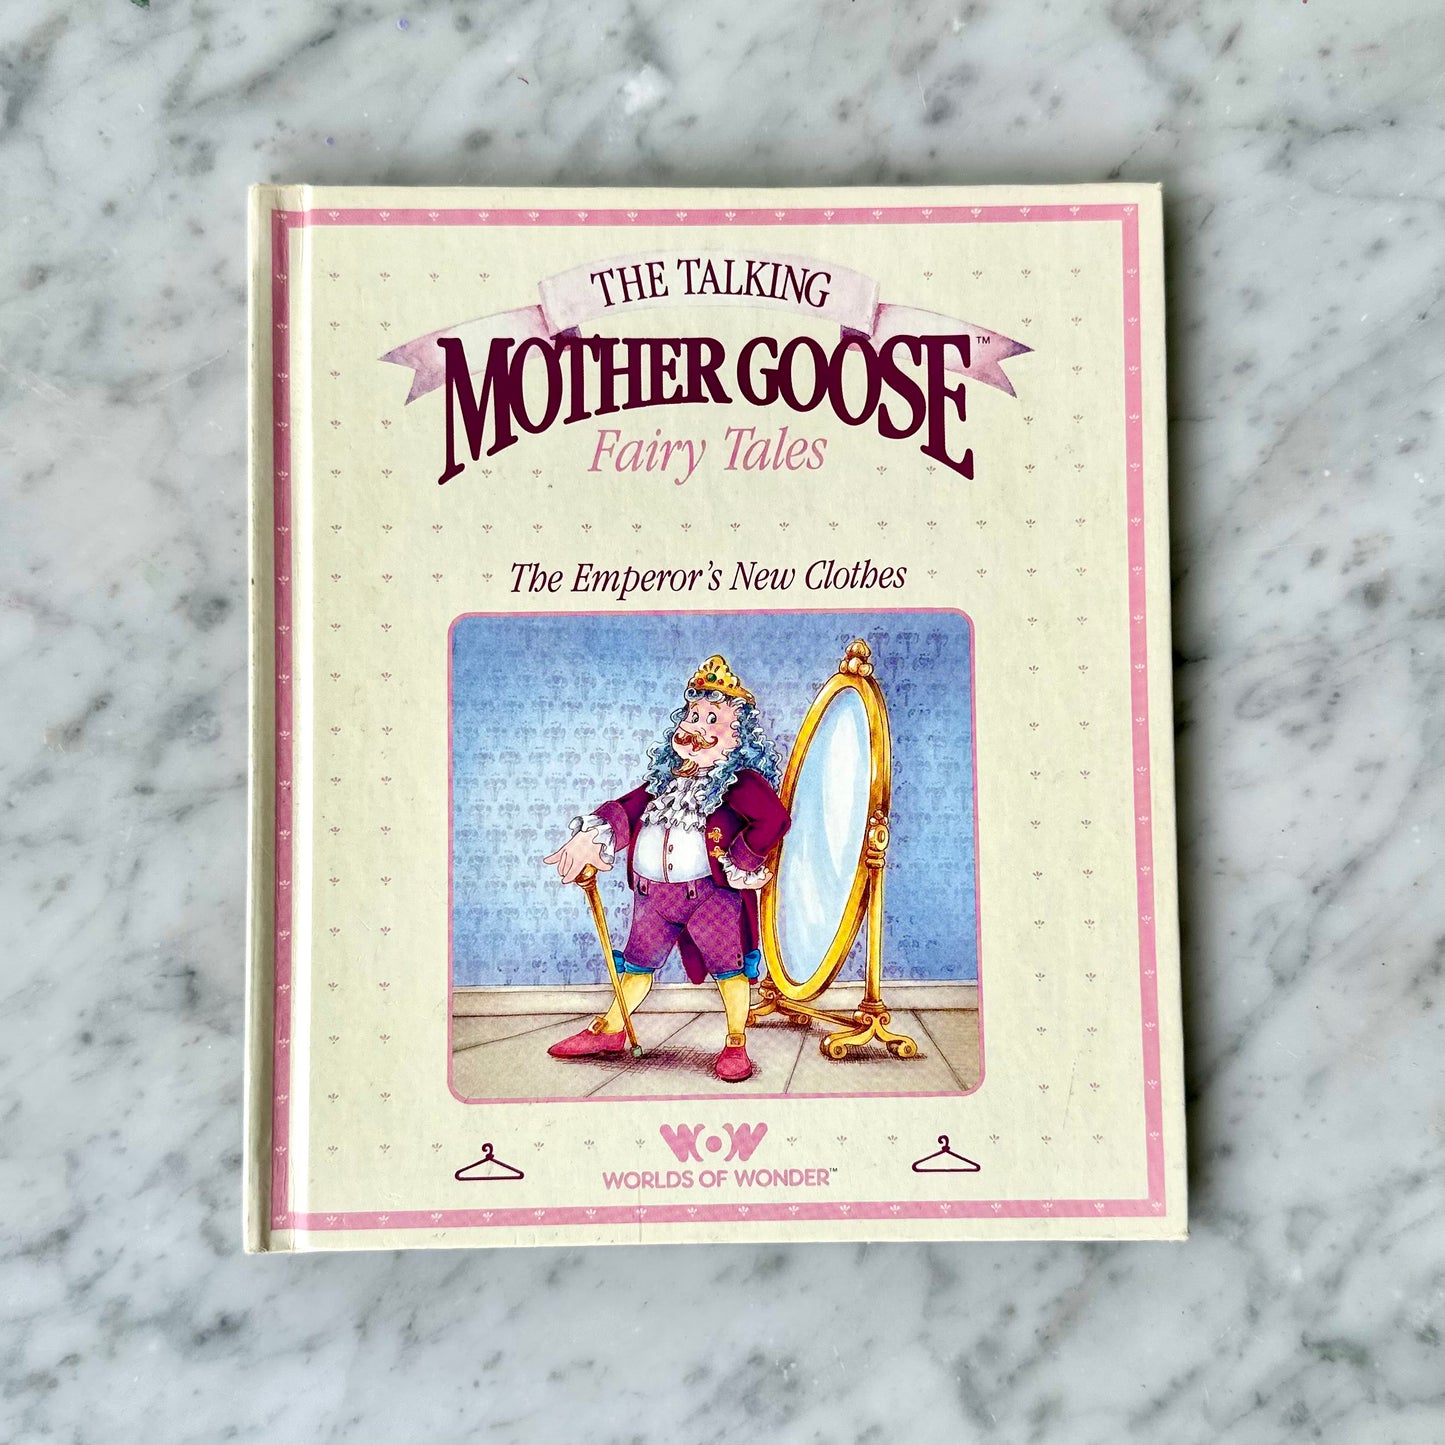 THE TALKING
MOTHER GOOSE™
Fairy Tales
The Emperor's New Clothes
WOW
WORLDS OF WONDER™